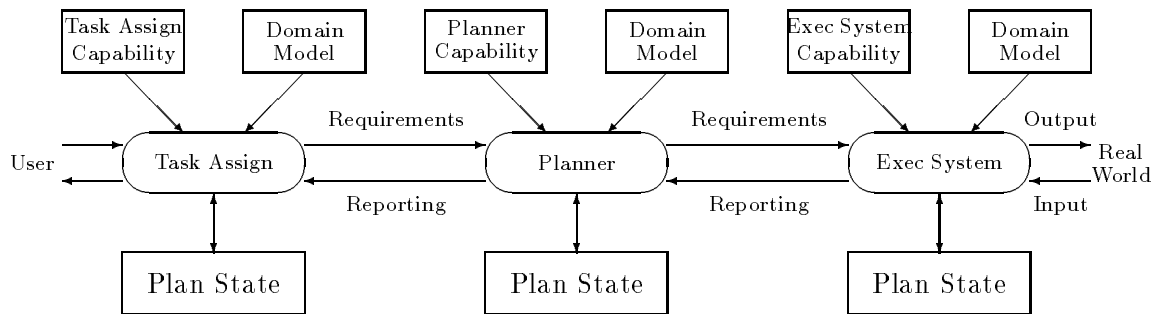 Task Assign
Capability
Domain
Model
Planner
Capability
Domain
Model
Exec System
Capability
Domain
Model
Requirements
Requirements
Output
User
Task Assign
Planner
Exec System
Real
World
Reporting
Reporting
Input
Plan State
Plan State
Plan State